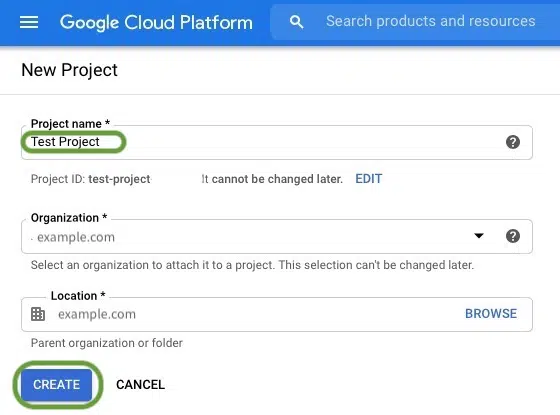 Google Cloud Platform
Search products and resources
New Project
Project name *
Test Project
Project ID: test-project It cannot be changed later. EDIT
Organization *
example.com
Select an organization to attach it to a project. This selection can't be changed later.
Location *
example.com BROWSE
Parent organization or folder
CREATE CANCEL